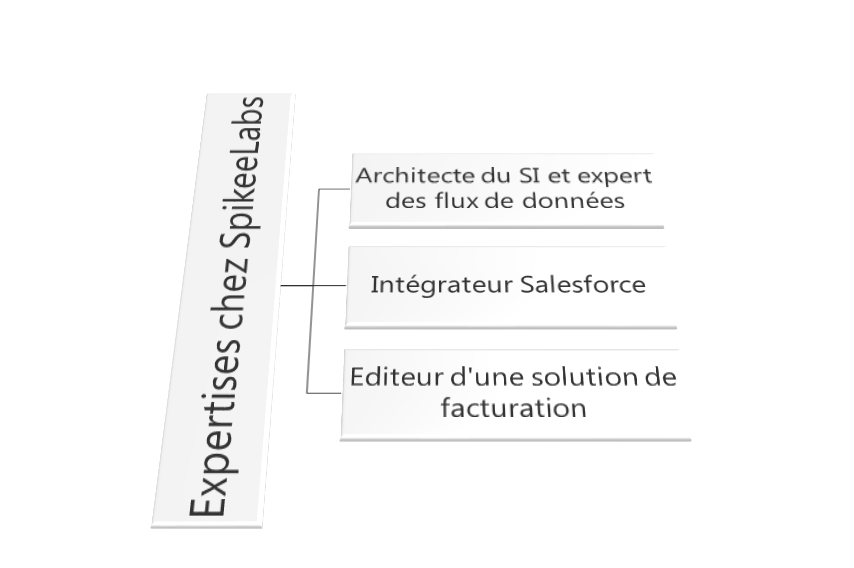 Expertises chez SpikeeLabs
Architecte du SI et expert
des flux de données
Intégrateur Salesforce
Editeur d'une solution de
facturation